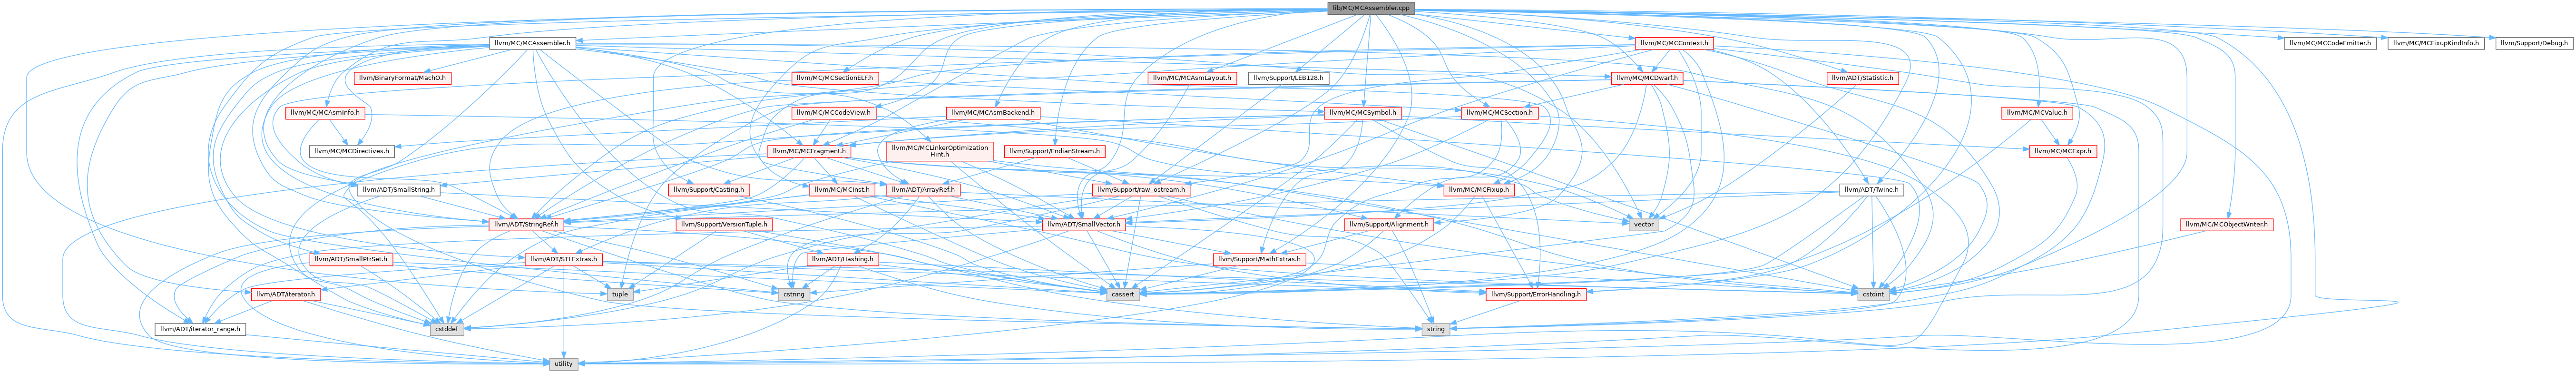 lib/MC/MCAssembler.cpp
llvm/MC/MCAssembler.h
llvm/MC/MCContext.h
llvm/MC/MCCodeEmitter.h
llvm/MC/MCFixupKindInfo.h
llvm/Support/Debug.h
llvm/BinaryFormat/MachO.h
llvm/MC/MCSectionELF.h
llvm/MC/MCAsmLayout.h
llvm/Support/LEB128.h
llvm/MC/MCDwarf.h
llvm/ADT/Statistic.h
llvm/MC/MCAsmInfo.h
llvm/MC/MCCodeView.h
llvm/MC/MCAsmBackend.h
llvm/MC/MCSymbol.h
llvm/MC/MCSection.h
llvm/MC/MCValue.h
llvm/MC/MCDirectives.h
llvm/MC/MCFragment.h
llvm/MC/MCLinkerOptimization
Hint.h
llvm/Support/EndianStream.h
llvm/MC/MCExpr.h
llvm/ADT/SmallString.h
llvm/Support/Casting.h
llvm/MC/MCInst.h
llvm/ADT/ArrayRef.h
llvm/Support/raw_ostream.h
llvm/MC/MCFixup.h
llvm/ADT/Twine.h
llvm/ADT/StringRef.h
llvm/Support/VersionTuple.h
llvm/ADT/SmallVector.h
llvm/Support/Alignment.h
vector
llvm/MC/MCObjectWriter.h
llvm/ADT/SmallPtrSet.h
llvm/ADT/STLExtras.h
llvm/ADT/Hashing.h
llvm/Support/MathExtras.h
llvm/ADT/iterator.h
tuple
cstring
cassert
llvm/Support/ErrorHandling.h
cstdint
llvm/ADT/iterator_range.h
cstddef
string
utility